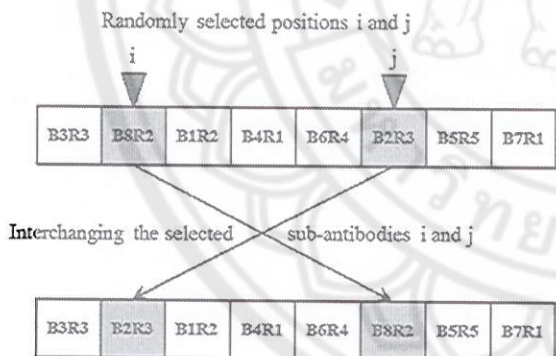 Randomly selected positions i and j
i j
B3R3 B8R2 B1R2 B4R1 B6R4 B2R3 B5R5 B7R1
Interchanging the selected sub-antibodies i and j
B3R3 B2R3 B1R2 B4R1 B6R4 B8R2 B5R5 B7R1